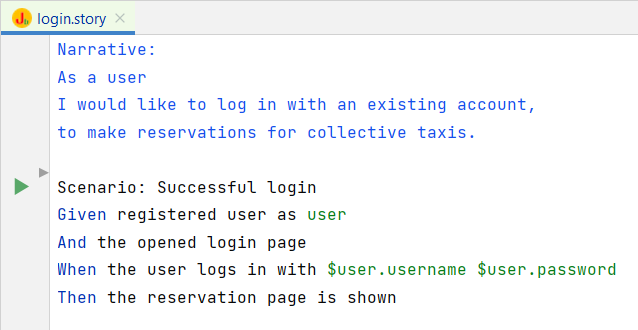 login.story
Narrative:
As a user
I would like to log in with an existing account,
to make reservations for collective taxis.
Scenario: Successful login
Given registered user as user
And the opened login page
When the user logs in with $user.username $user.password
Then the reservation page is shown